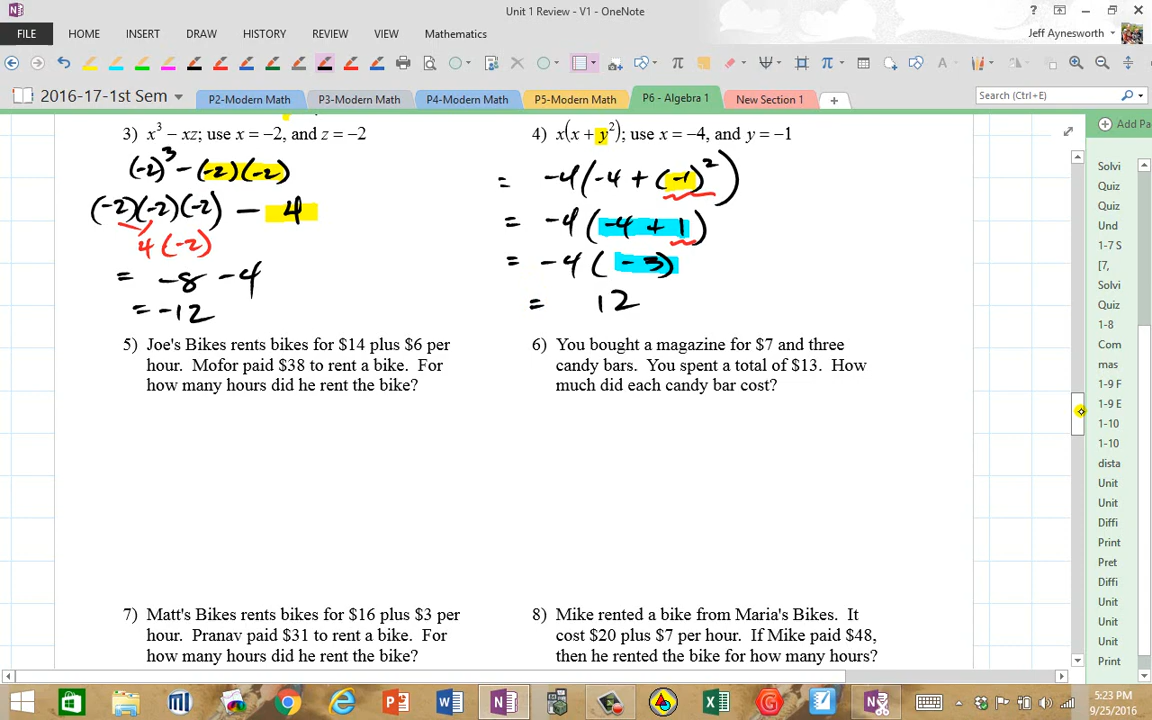 Unit 1 Review - V1 - OneNote
FILE HOME INSERT DRAW HISTORY REVIEW VIEW Mathematics
Jeff Aynesworth
2016-17-1st Sem
P2-Modern Math
P3-Modern Math
P4-Modern Math
P5-Modern Math
P6 - Algebra 1
New Section 1
Search (Ctrl+E)
Add Pa
3) x³ − xz; use x = −2, and z = −2
(-2)³ - (-2)(-2)
(-2)(-2)(-2) - 4
4(-2)
= -8 -4
= -12
4) x(x + y²); use x = −4, and y = −1
= -4(-4 + (-1)²)
= -4(-4 + 1)
= -4(-3)
= 12
5) Joe's Bikes rents bikes for $14 plus $6 per
hour. Mofor paid $38 to rent a bike. For
how many hours did he rent the bike?
6) You bought a magazine for $7 and three
candy bars. You spent a total of $13. How
much did each candy bar cost?
7) Matt's Bikes rents bikes for $16 plus $3 per
hour. Pranav paid $31 to rent a bike. For
how many hours did he rent the bike?
8) Mike rented a bike from Maria's Bikes. It
cost $20 plus $7 per hour. If Mike paid $48,
then he rented the bike for how many hours?
Solvi
Quiz
Quiz
Und
1-7 S
[7,
Solvi
Quiz
1-8
Com
mas
1-9 F
1-9 E
1-10
1-10
dista
Unit
Unit
Diffi
Print
Pret
Diffi
Unit
Unit
Unit
Print
5:23 PM
9/25/2016